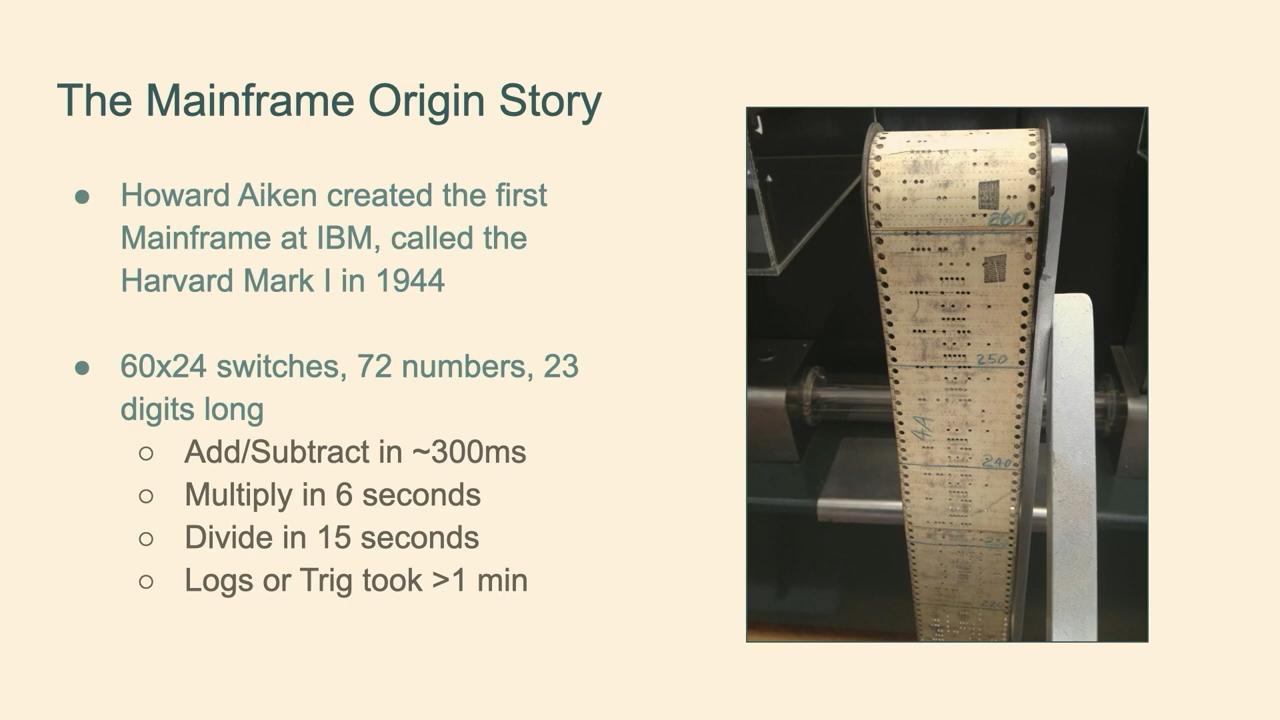 The Mainframe Origin Story
● Howard Aiken created the first
Mainframe at IBM, called the
Harvard Mark I in 1944
● 60x24 switches, 72 numbers, 23
digits long
○ Add/Subtract in ~300ms
○ Multiply in 6 seconds
○ Divide in 15 seconds
○ Logs or Trig took >1 min
260
250
4A
240